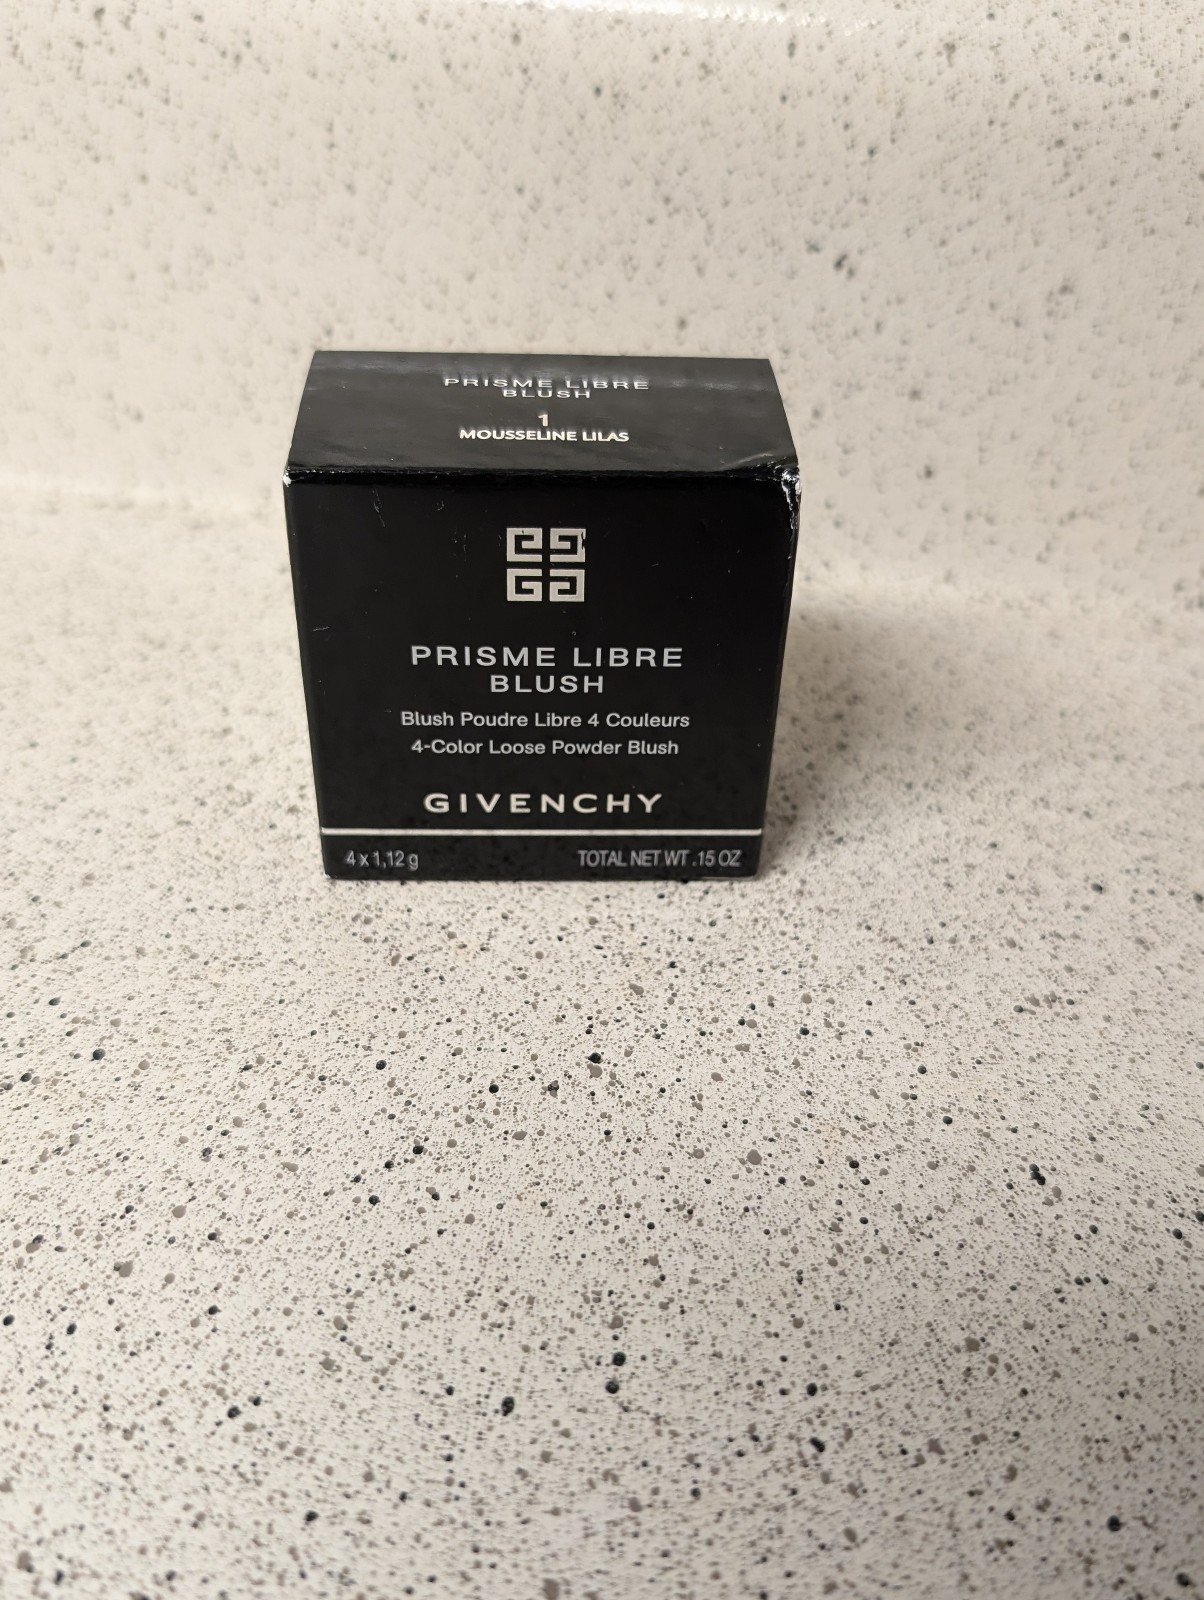 PRISME LIBRE
BLUSH
1
MOUSSELINE LILAS
PRISME LIBRE
BLUSH
Blush Poudre Libre 4 Couleurs
4-Color Loose Powder Blush
GIVENCHY
4 x 1,12 g TOTAL NET WT .15 OZ